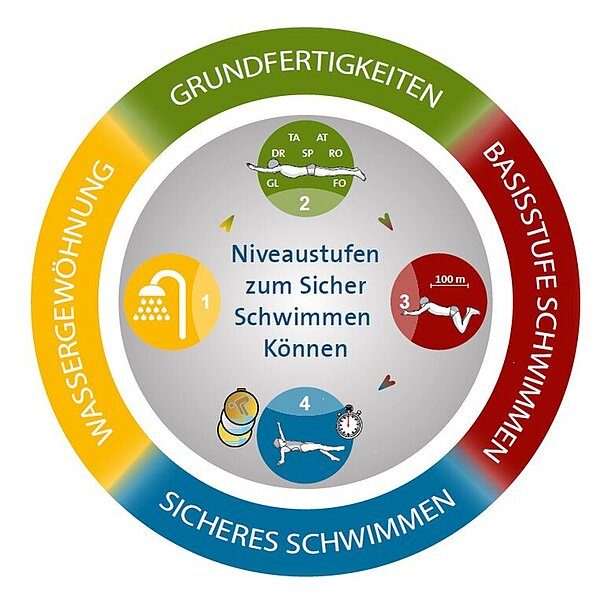 GRUNDFERTIGKEITEN
BASISSTUFE SCHWIMMEN
SICHERES SCHWIMMEN
WASSERGEWÖHNUNG
TA AT
DR SP RO
GL FO
2
Niveaustufen
zum Sicher
Schwimmen
Können
1
100 m
3
4